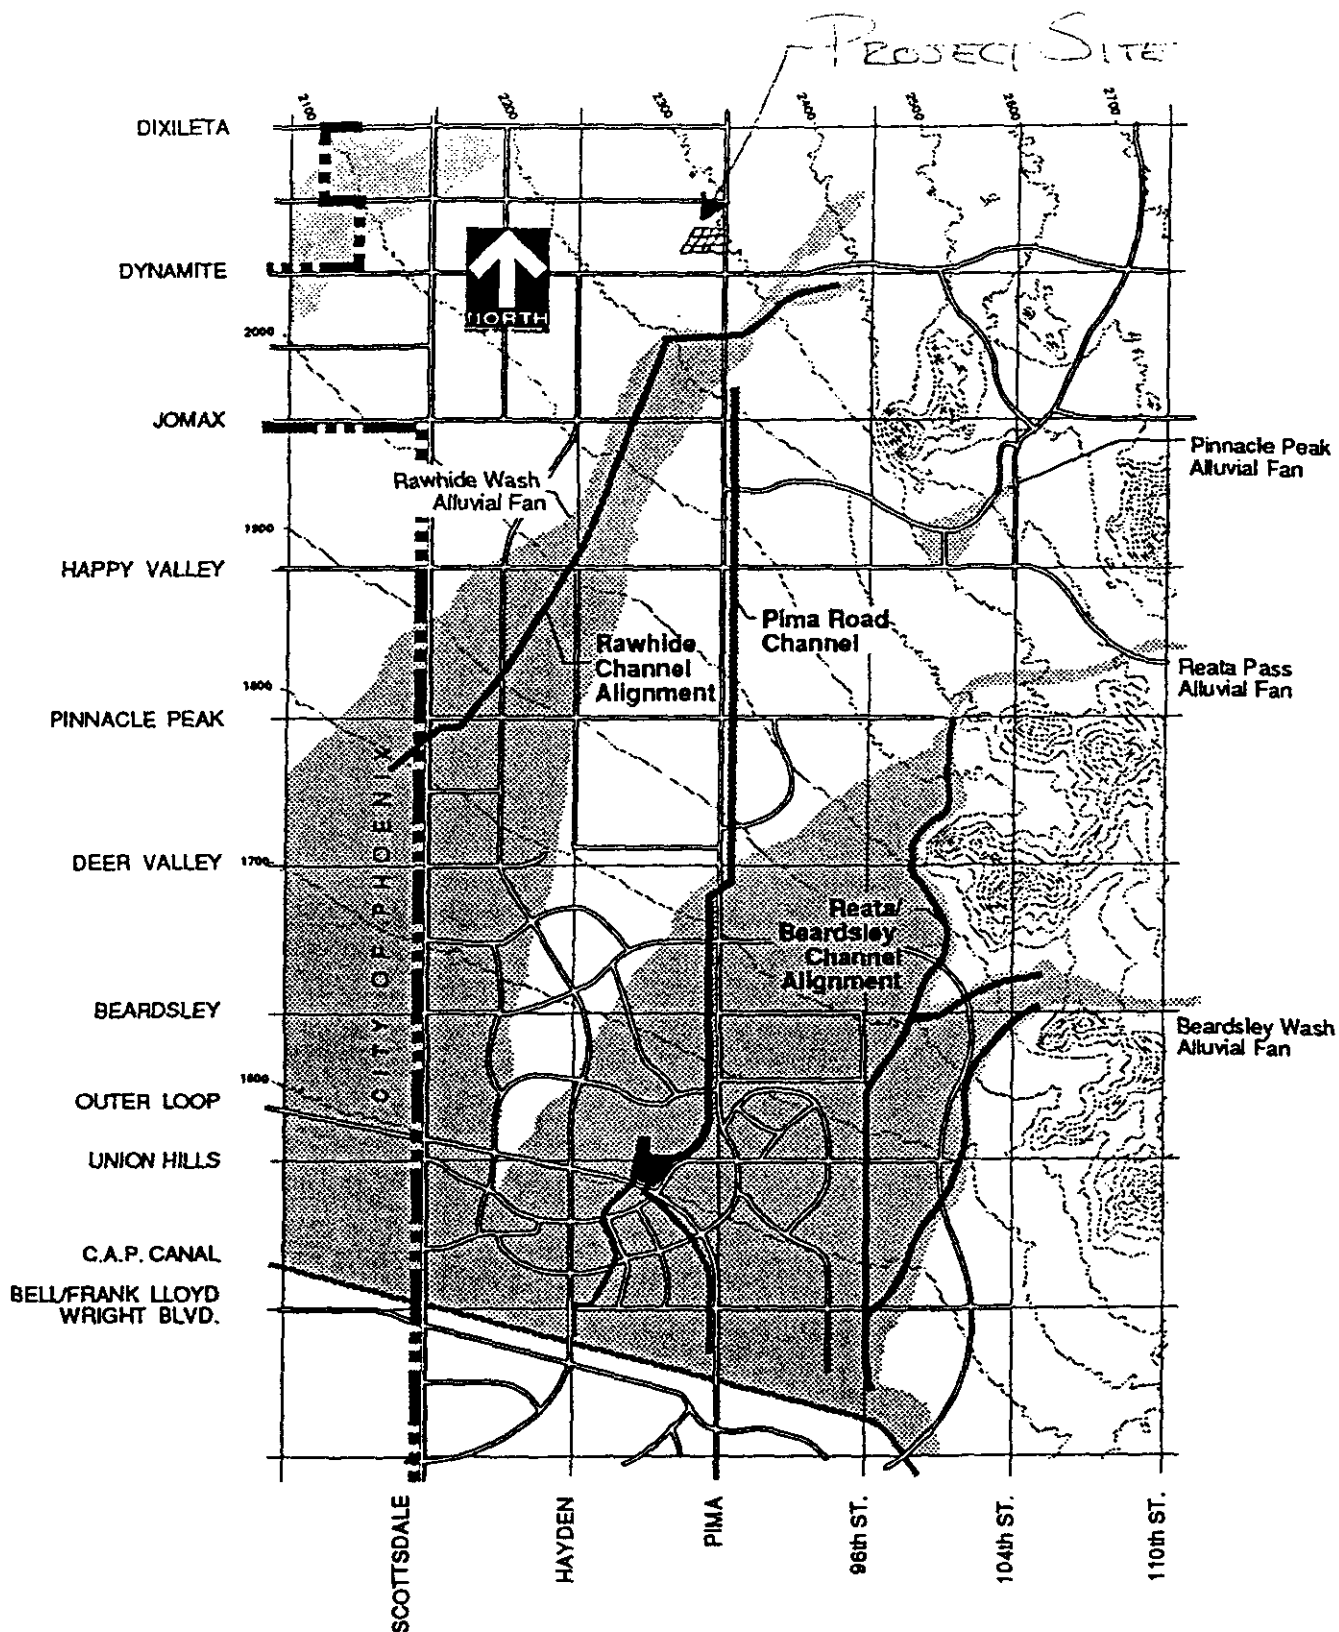 PROJECT SITE
2100
2200
2300
2400
2500
2600
2700
DIXILETA
DYNAMITE
NORTH
2000
JOMAX
Pinnacle Peak
Alluvial Fan
Rawhide Wash
Alluvial Fan
1900
HAPPY VALLEY
Pima Road
Channel
Rawhide
Channel
Alignment
Reata Pass
Alluvial Fan
1800
PINNACLE PEAK
CITY OF PHOENIX
DEER VALLEY
1700
Reata/
Beardsley
Channel
Alignment
BEARDSLEY
Beardsley Wash
Alluvial Fan
1600
OUTER LOOP
UNION HILLS
C.A.P. CANAL
BELL/FRANK LLOYD
WRIGHT BLVD.
SCOTTSDALE
HAYDEN
PIMA
96th ST.
104th ST.
110th ST.